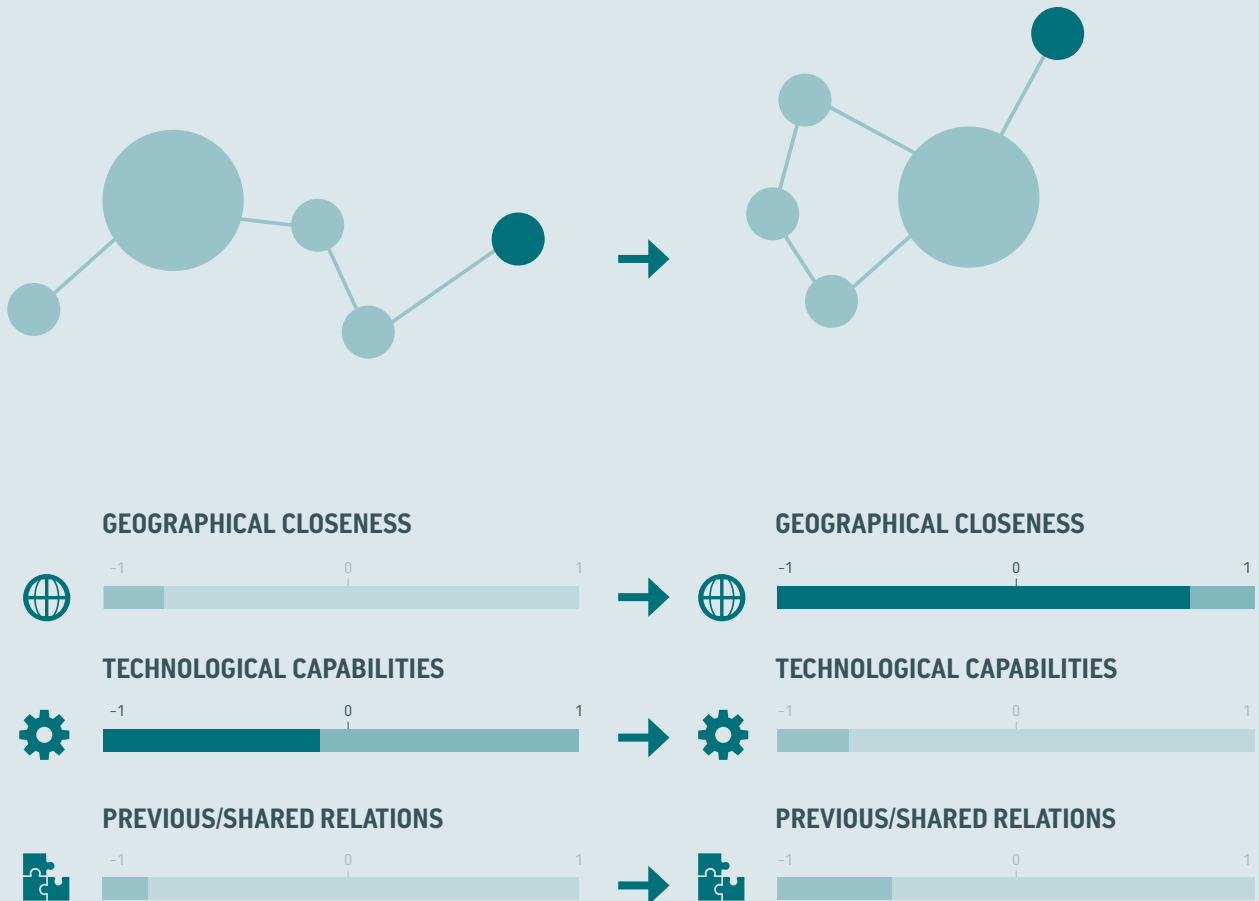 GEOGRAPHICAL CLOSENESS
-1 0 1
TECHNOLOGICAL CAPABILITIES
-1 0 1
PREVIOUS/SHARED RELATIONS
-1 0 1
GEOGRAPHICAL CLOSENESS
-1 0 1
TECHNOLOGICAL CAPABILITIES
-1 0 1
PREVIOUS/SHARED RELATIONS
-1 0 1